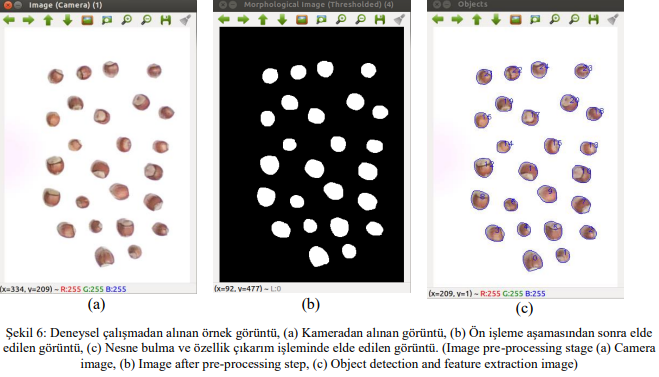 Image (Camera) (1)
Morphological Image (Thresholded) (4)
Objects
(x=334, y=209) ~ R:255 G:255 B:255
(x=92, y=477) ~ L:0
(x=209, y=1) ~ R:255 G:255 B:255
(a)
(b)
(c)
Şekil 6: Deneysel çalışmadan alınan örnek görüntü, (a) Kameradan alınan görüntü, (b) Ön işleme aşamasından sonra elde
edilen görüntü, (c) Nesne bulma ve özellik çıkarım işleminde elde edilen görüntü. (Image pre-processing stage (a) Camera
image, (b) Image after pre-processing step, (c) Object detection and feature extraction image)